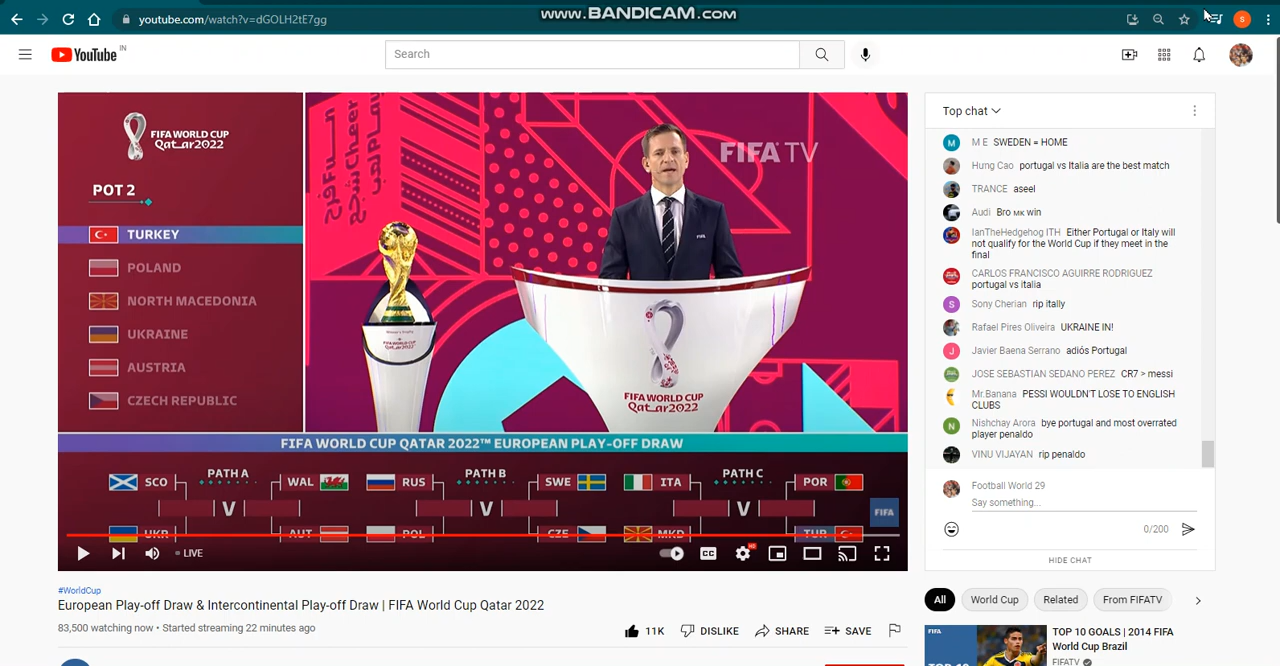 www.BANDICAM.com
youtube.com/watch?v=dGOLH2tE7gg
S
YouTube IN
Search
FIFA WORLD CUP
Qatar2022
POT 2
TURKEY
POLAND
NORTH MACEDONIA
UKRAINE
AUSTRIA
CZECH REPUBLIC
FIFA TV
FIFA
FIFA WORLD CUP
Qatar2022
FIFA WORLD CUP QATAR 2022™ EUROPEAN PLAY-OFF DRAW
SCO PATH A WAL RUS PATH B SWE ITA PATH C POR
V V V FIFA
UKR AUT POL CZE MKD TUR
LIVE CC HD
#WorldCup
European Play-off Draw & Intercontinental Play-off Draw | FIFA World Cup Qatar 2022
83,500 watching now • Started streaming 22 minutes ago
11K DISLIKE SHARE SAVE
Top chat
M M E SWEDEN = HOME
Hung Cao portugal vs Italia are the best match
TRANCE aseel
Audi Bro мк win
IanTheHedgehog ITH Either Portugal or Italy will
not qualify for the World Cup if they meet in the
final
CARLOS FRANCISCO AGUIRRE RODRIGUEZ
portugal vs italia
S Sony Cherian rip itally
Rafael Pires Oliveira UKRAINE IN!
J Javier Baena Serrano adiós Portugal
JOSE SEBASTIAN SEDANO PEREZ CR7 > messi
Mr.Banana PESSI WOULDN'T LOSE TO ENGLISH
CLUBS
N Nishchay Arora bye portugal and most overrated
player penaldo
VINU VIJAYAN rip penaldo
Football World 29
Say something...
0/200
HIDE CHAT
All World Cup Related From FIFATV
FIFA
TOP 10
TOP 10 GOALS | 2014 FIFA
World Cup Brazil
FIFATV